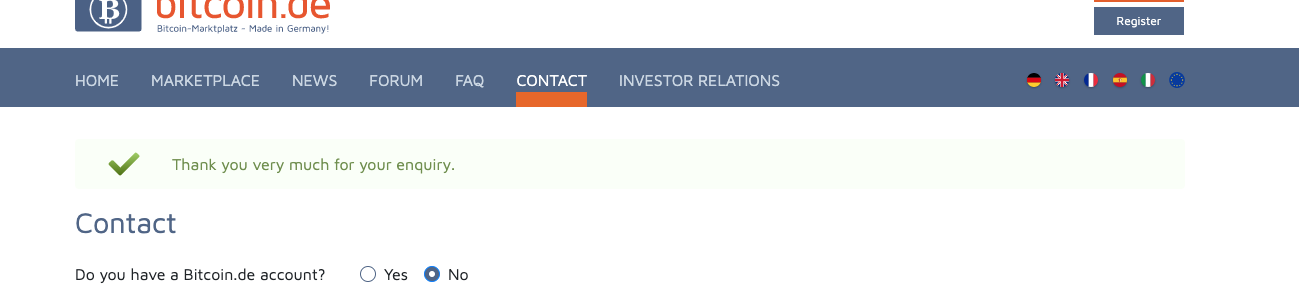 bitcoin.de
Bitcoin-Marktplatz - Made in Germany!
Register
HOME MARKETPLACE NEWS FORUM FAQ CONTACT INVESTOR RELATIONS
Thank you very much for your enquiry.
Contact
Do you have a Bitcoin.de account? Yes No